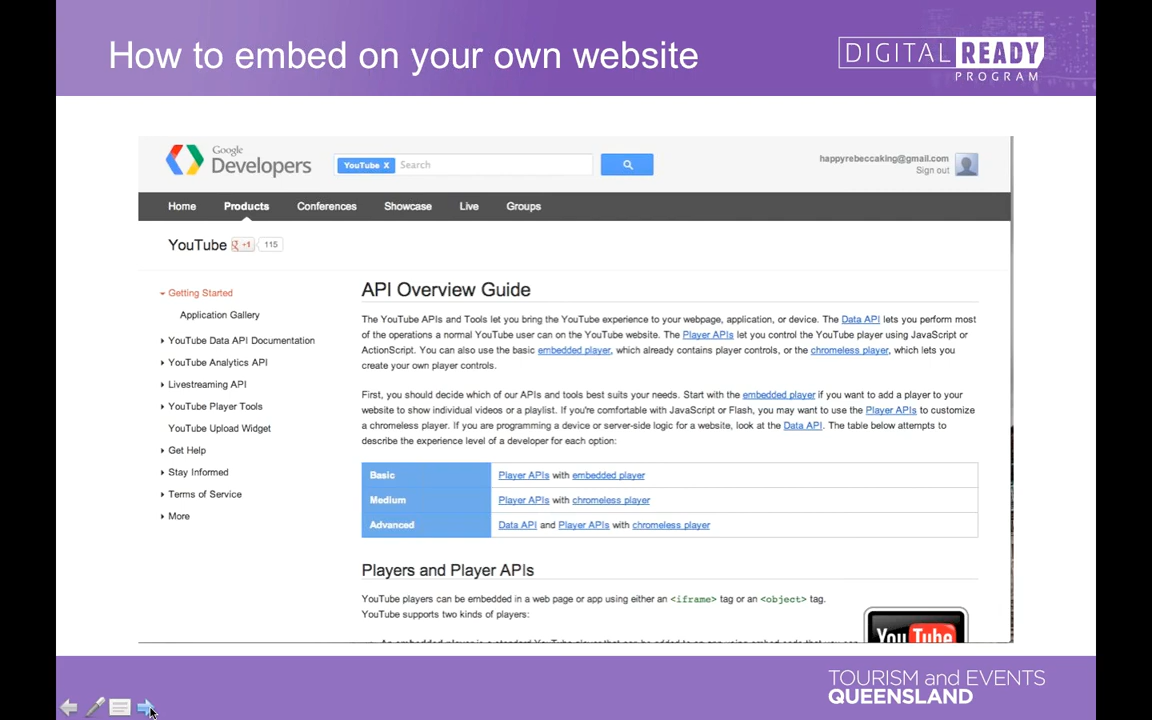 How to embed on your own website
DIGITAL READY
PROGRAM
Google
Developers
YouTube X
Search
happyrebeccaking@gmail.com
Sign out
Home
Products
Conferences
Showcase
Live
Groups
YouTube
+1
115
Getting Started
Application Gallery
YouTube Data API Documentation
YouTube Analytics API
Livestreaming API
YouTube Player Tools
YouTube Upload Widget
Get Help
Stay Informed
Terms of Service
More
API Overview Guide
The YouTube APIs and Tools let you bring the YouTube experience to your webpage, application, or device. The Data API lets you perform most
of the operations a normal YouTube user can on the YouTube website. The Player APIs let you control the YouTube player using JavaScript or
ActionScript. You can also use the basic embedded player, which already contains player controls, or the chromeless player, which lets you
create your own player controls.
First, you should decide which of our APIs and tools best suits your needs. Start with the embedded player if you want to add a player to your
website to show individual videos or a playlist. If you're comfortable with JavaScript or Flash, you may want to use the Player APIs to customize
a chromeless player. If you are programming a device or server-side logic for a website, look at the Data API. The table below attempts to
describe the experience level of a developer for each option:
Basic
Player APIs with embedded player
Medium
Player APIs with chromeless player
Advanced
Data API and Player APIs with chromeless player
Players and Player APIs
YouTube players can be embedded in a web page or app using either an <iframe> tag or an <object> tag.
YouTube supports two kinds of players:
YouTube
TOURISM and EVENTS
QUEENSLAND